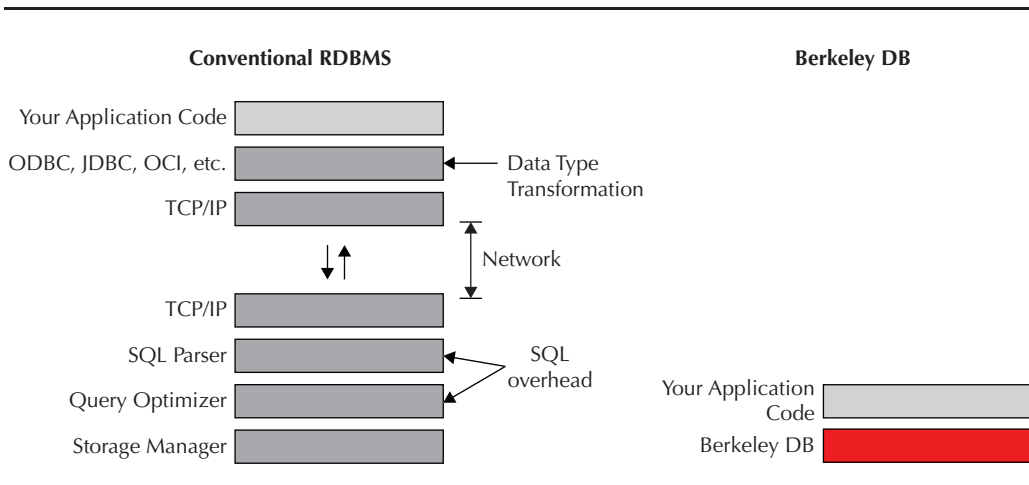 Conventional RDBMS
Berkeley DB
Your Application Code
ODBC, JDBC, OCI, etc.
Data Type
Transformation
TCP/IP
Network
TCP/IP
SQL Parser
SQL
overhead
Query Optimizer
Storage Manager
Your Application
Code
Berkeley DB